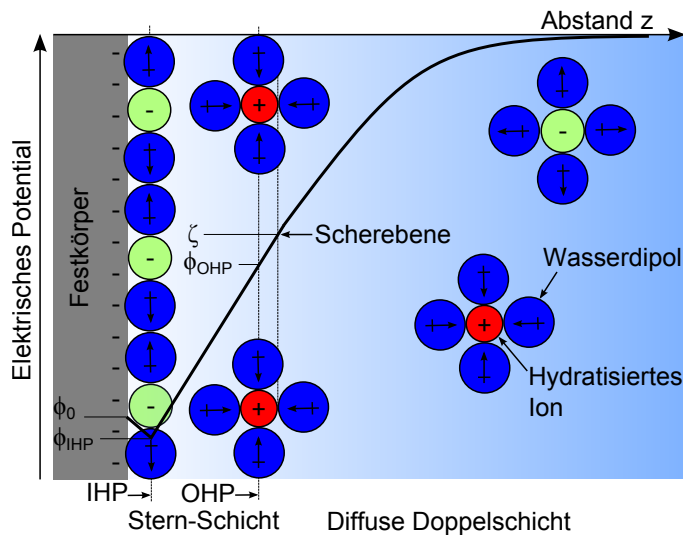 Abstand z
Elektrisches Potential
Festkörper
ζ
Scherebene
ϕOHP
Wasserdipol
Hydratisiertes
Ion
ϕ0
ϕIHP
IHP
OHP
Stern-Schicht
Diffuse Doppelschicht